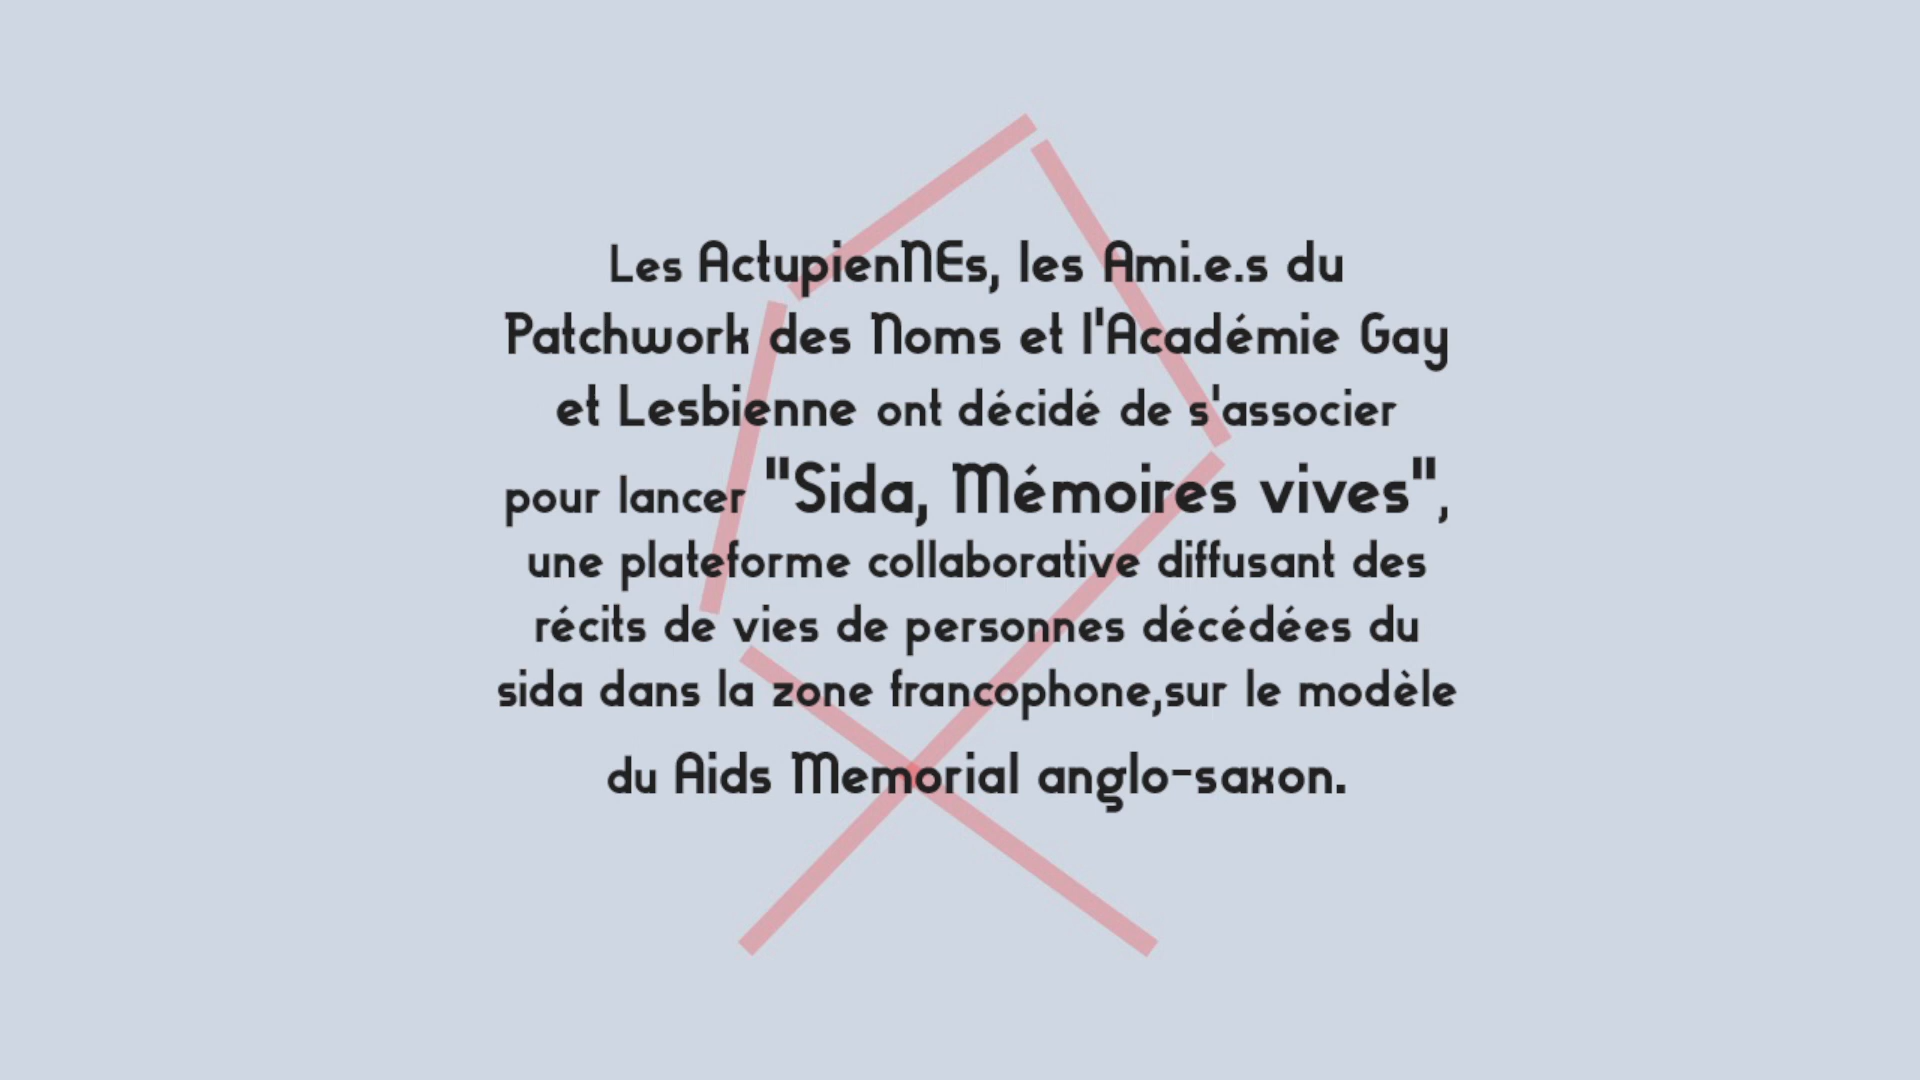 Les ActupienNEs, les Ami.e.s du
Patchwork des Noms et l'Académie Gay
et Lesbienne ont décidé de s'associer
pour lancer "Sida, Mémoires vives",
une plateforme collaborative diffusant des
récits de vies de personnes décédées du
sida dans la zone francophone,sur le modèle
du Aids Memorial anglo-saxon.